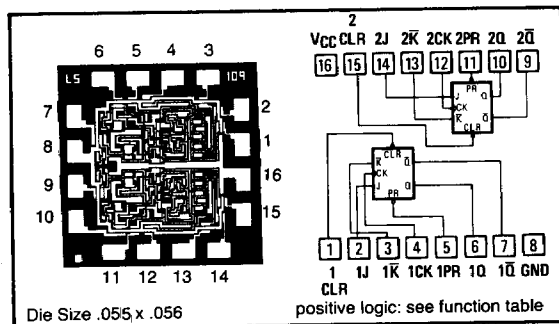 6 5 4 3
LS 109
7 2
8 1
9 16
10 15
11 12 13 14
Die Size .055 x .056
2
VCC CLR 2J 2K̅ 2CK 2PR 2Q 2Q̅
16 15 14 13 12 11 10 9
PR
J Q
CK
K̅ Q̅
CLR
CLR
K̅ Q̅
CK
J Q
PR
1 2 3 4 5 6 7 8
1 1J 1K̅ 1CK 1PR 1Q 1Q̅ GND
CLR
positive logic: see function table